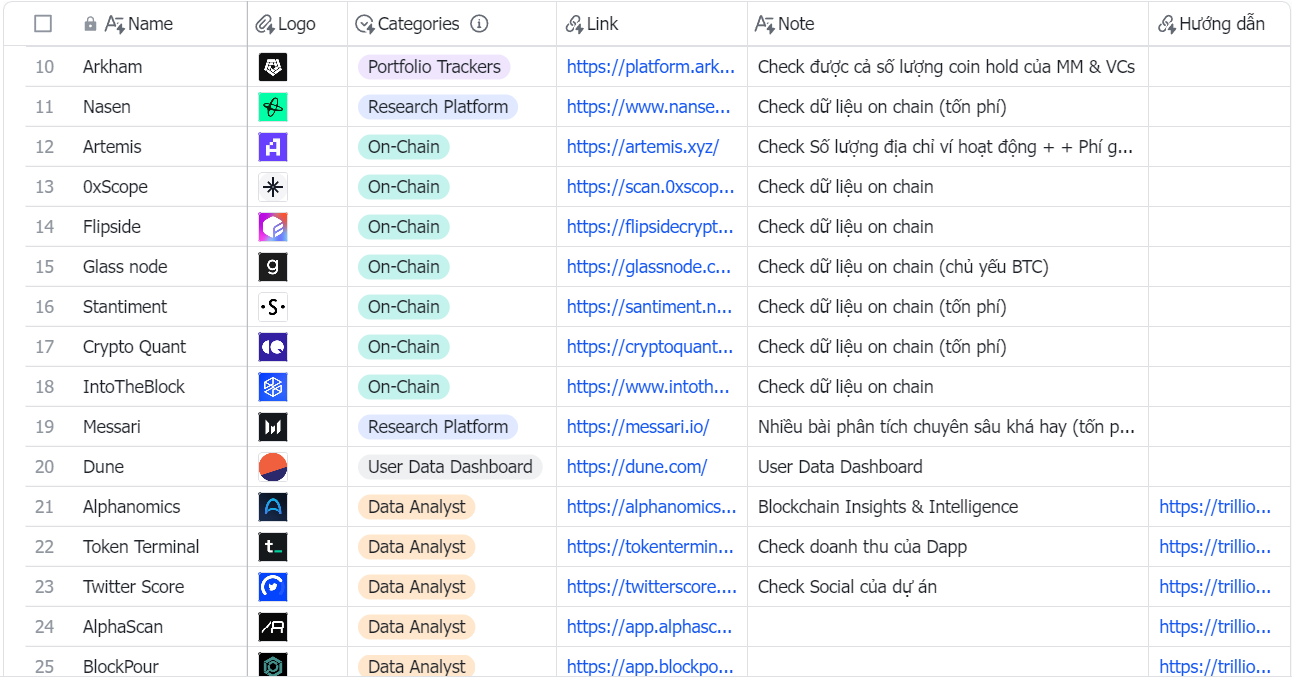 Name Logo Categories Link Note Hướng dẫn
10 Arkham Portfolio Trackers https://platform.ark... Check được cả số lượng coin hold của MM & VCs
11 Nasen Research Platform https://www.nanse... Check dữ liệu on chain (tốn phí)
12 Artemis On-Chain https://artemis.xyz/ Check Số lượng địa chỉ ví hoạt động + + Phí g...
13 0xScope On-Chain https://scan.0xscop... Check dữ liệu on chain
14 Flipside On-Chain https://flipsidecrypt... Check dữ liệu on chain
15 Glass node On-Chain https://glassnode.c... Check dữ liệu on chain (chủ yếu BTC)
16 Stantiment On-Chain https://santiment.n... Check dữ liệu on chain (tốn phí)
17 Crypto Quant On-Chain https://cryptoquant... Check dữ liệu on chain (tốn phí)
18 IntoTheBlock On-Chain https://www.intoth... Check dữ liệu on chain
19 Messari Research Platform https://messari.io/ Nhiều bài phân tích chuyên sâu khá hay (tốn p...
20 Dune User Data Dashboard https://dune.com/ User Data Dashboard
21 Alphanomics Data Analyst https://alphanomics... Blockchain Insights & Intelligence https://trillio...
22 Token Terminal Data Analyst https://tokentermin... Check doanh thu của Dapp https://trillio...
23 Twitter Score Data Analyst https://twitterscore.... Check Social của dự án https://trillio...
24 AlphaScan Data Analyst https://app.alphasc... https://trillio...
25 BlockPour Data Analyst https://app.blockpo... https://trillio...